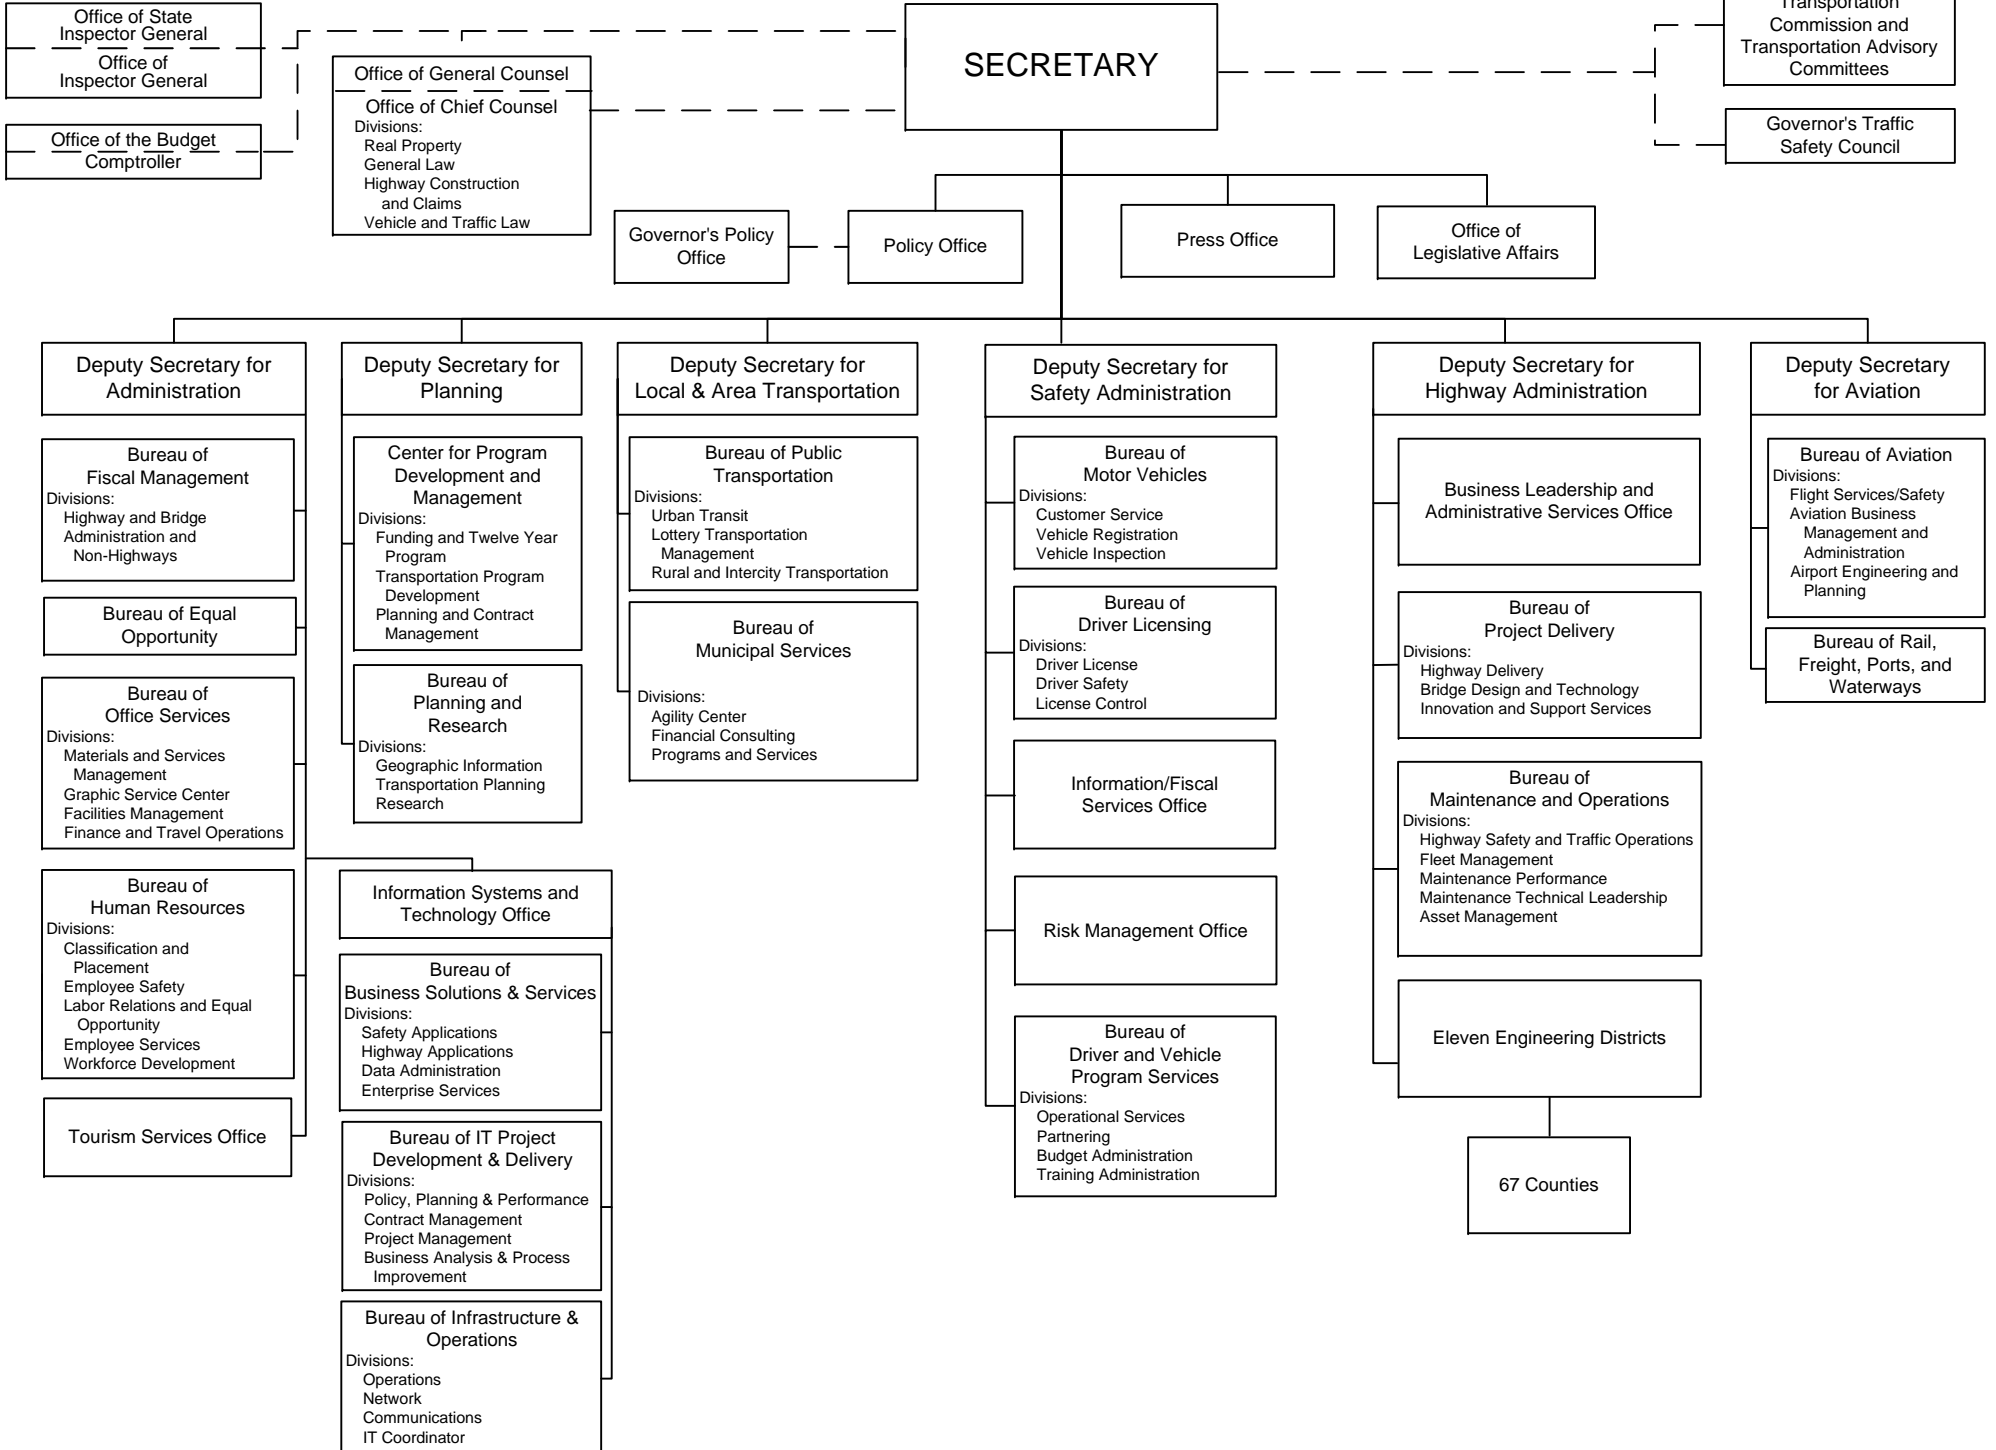 Office of State
Inspector General
Office of
Inspector General
Office of the Budget
Comptroller
Office of General Counsel
Office of Chief Counsel
Divisions:
Real Property
General Law
Highway Construction
and Claims
Vehicle and Traffic Law
SECRETARY
Transportation
Commission and
Transportation Advisory
Committees
Governor's Traffic
Safety Council
Governor's Policy
Office
Policy Office
Press Office
Office of
Legislative Affairs
Deputy Secretary for
Administration
Bureau of
Fiscal Management
Divisions:
Highway and Bridge
Administration and
Non-Highways
Bureau of Equal
Opportunity
Bureau of
Office Services
Divisions:
Materials and Services
Management
Graphic Service Center
Facilities Management
Finance and Travel Operations
Bureau of
Human Resources
Divisions:
Classification and
Placement
Employee Safety
Labor Relations and Equal
Opportunity
Employee Services
Workforce Development
Tourism Services Office
Deputy Secretary for
Planning
Center for Program
Development and
Management
Divisions:
Funding and Twelve Year
Program
Transportation Program
Development
Planning and Contract
Management
Bureau of
Planning and
Research
Divisions:
Geographic Information
Transportation Planning
Research
Information Systems and
Technology Office
Bureau of
Business Solutions & Services
Divisions:
Safety Applications
Highway Applications
Data Administration
Enterprise Services
Bureau of IT Project
Development & Delivery
Divisions:
Policy, Planning & Performance
Contract Management
Project Management
Business Analysis & Process
Improvement
Bureau of Infrastructure &
Operations
Divisions:
Operations
Network
Communications
IT Coordinator
Deputy Secretary for
Local & Area Transportation
Bureau of Public
Transportation
Divisions:
Urban Transit
Lottery Transportation
Management
Rural and Intercity Transportation
Bureau of
Municipal Services
Divisions:
Agility Center
Financial Consulting
Programs and Services
Deputy Secretary for
Safety Administration
Bureau of
Motor Vehicles
Divisions:
Customer Service
Vehicle Registration
Vehicle Inspection
Bureau of
Driver Licensing
Divisions:
Driver License
Driver Safety
License Control
Information/Fiscal
Services Office
Risk Management Office
Bureau of
Driver and Vehicle
Program Services
Divisions:
Operational Services
Partnering
Budget Administration
Training Administration
Deputy Secretary for
Highway Administration
Business Leadership and
Administrative Services Office
Bureau of
Project Delivery
Divisions:
Highway Delivery
Bridge Design and Technology
Innovation and Support Services
Bureau of
Maintenance and Operations
Divisions:
Highway Safety and Traffic Operations
Fleet Management
Maintenance Performance
Maintenance Technical Leadership
Asset Management
Eleven Engineering Districts
67 Counties
Deputy Secretary
for Aviation
Bureau of Aviation
Divisions:
Flight Services/Safety
Aviation Business
Management and
Administration
Airport Engineering and
Planning
Bureau of Rail,
Freight, Ports, and
Waterways